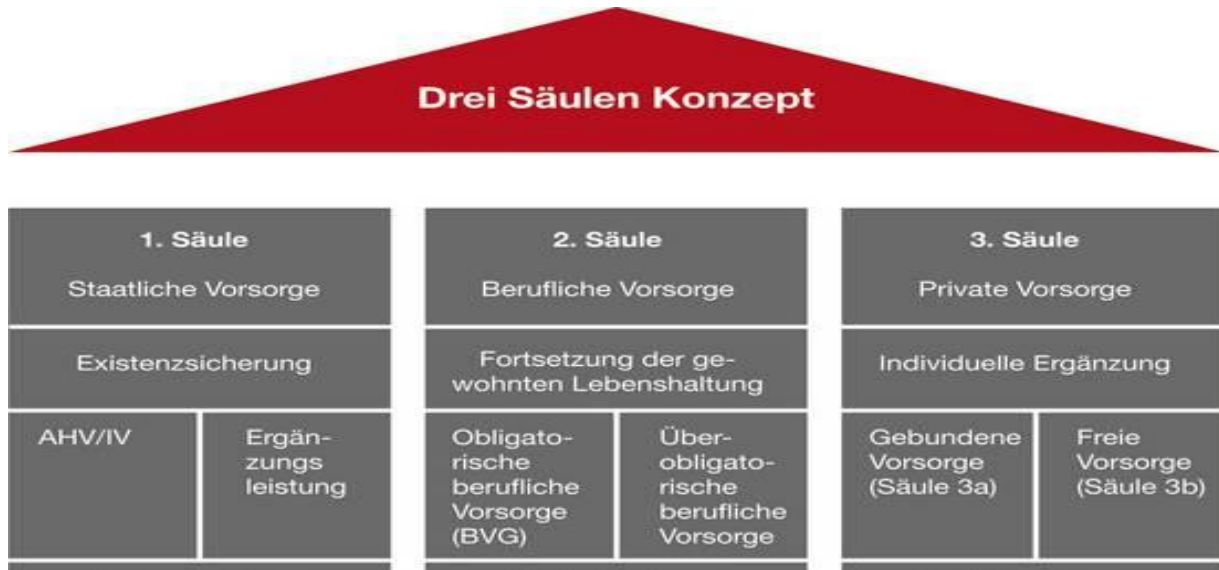 Drei Säulen Konzept
1. Säule
Staatliche Vorsorge
Existenzsicherung
AHV/IV
Ergän-
zungs
leistung
2. Säule
Berufliche Vorsorge
Fortsetzung der ge-
wohnten Lebenshaltung
Obligato-
rische
berufliche
Vorsorge
(BVG)
Über-
obligato-
rische
berufliche
Vorsorge
3. Säule
Private Vorsorge
Individuelle Ergänzung
Gebundene
Vorsorge
(Säule 3a)
Freie
Vorsorge
(Säule 3b)